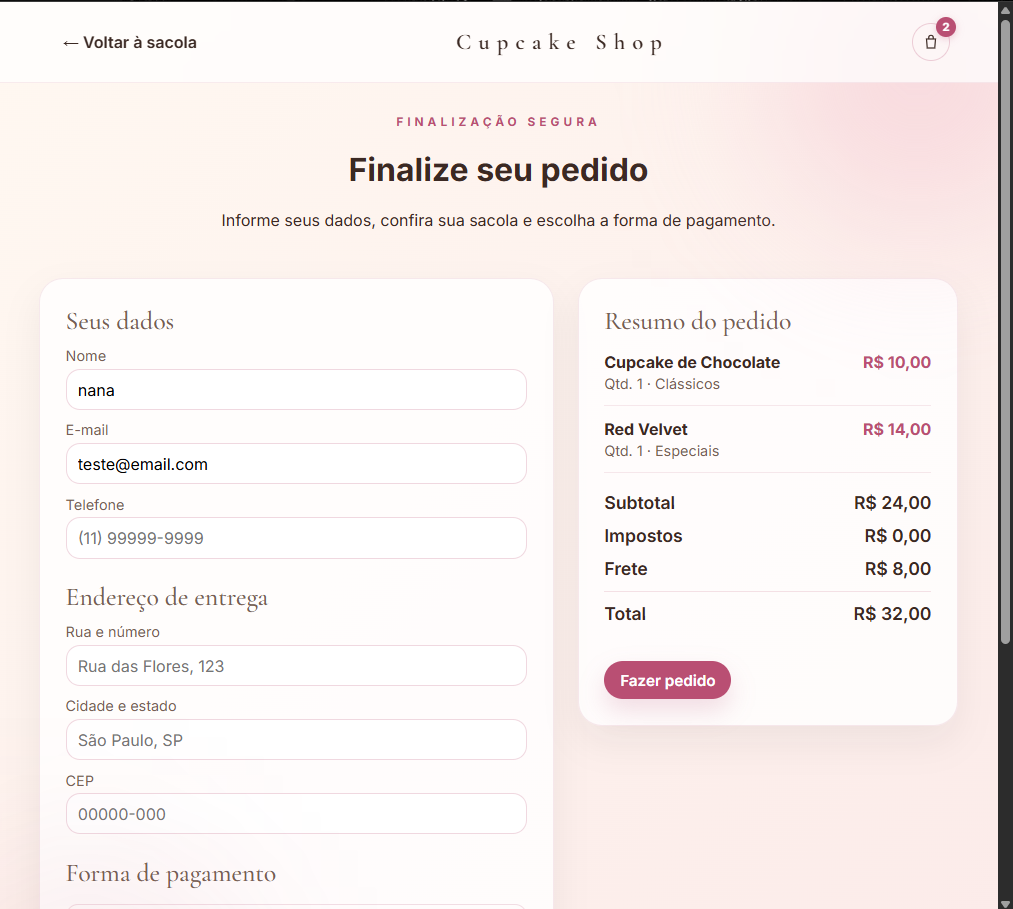 ← Voltar à sacola
Cupcake Shop
2
FINALIZAÇÃO SEGURA
Finalize seu pedido
Informe seus dados, confira sua sacola e escolha a forma de pagamento.
Seus dados
Nome
nana
E-mail
teste@email.com
Telefone
(11) 99999-9999
Endereço de entrega
Rua e número
Rua das Flores, 123
Cidade e estado
São Paulo, SP
CEP
00000-000
Forma de pagamento
Resumo do pedido
Cupcake de Chocolate R$ 10,00
Qtd. 1 · Clássicos
Red Velvet R$ 14,00
Qtd. 1 · Especiais
Subtotal R$ 24,00
Impostos R$ 0,00
Frete R$ 8,00
Total R$ 32,00
Fazer pedido